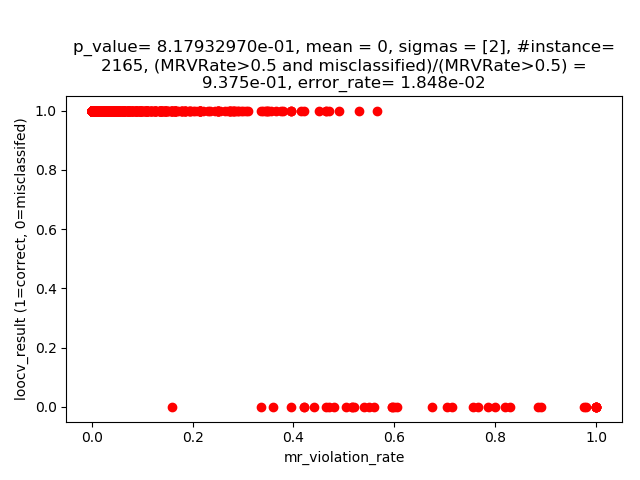 p_value= 8.17932970e-01, mean = 0, sigmas = [2], #instance=
2165, (MRVRate>0.5 and misclassified)/(MRVRate>0.5) =
9.375e-01, error_rate= 1.848e-02
loocv_result (1=correct, 0=misclassifed)
1.0
0.8
0.6
0.4
0.2
0.0
0.0 0.2 0.4 0.6 0.8 1.0
mr_violation_rate